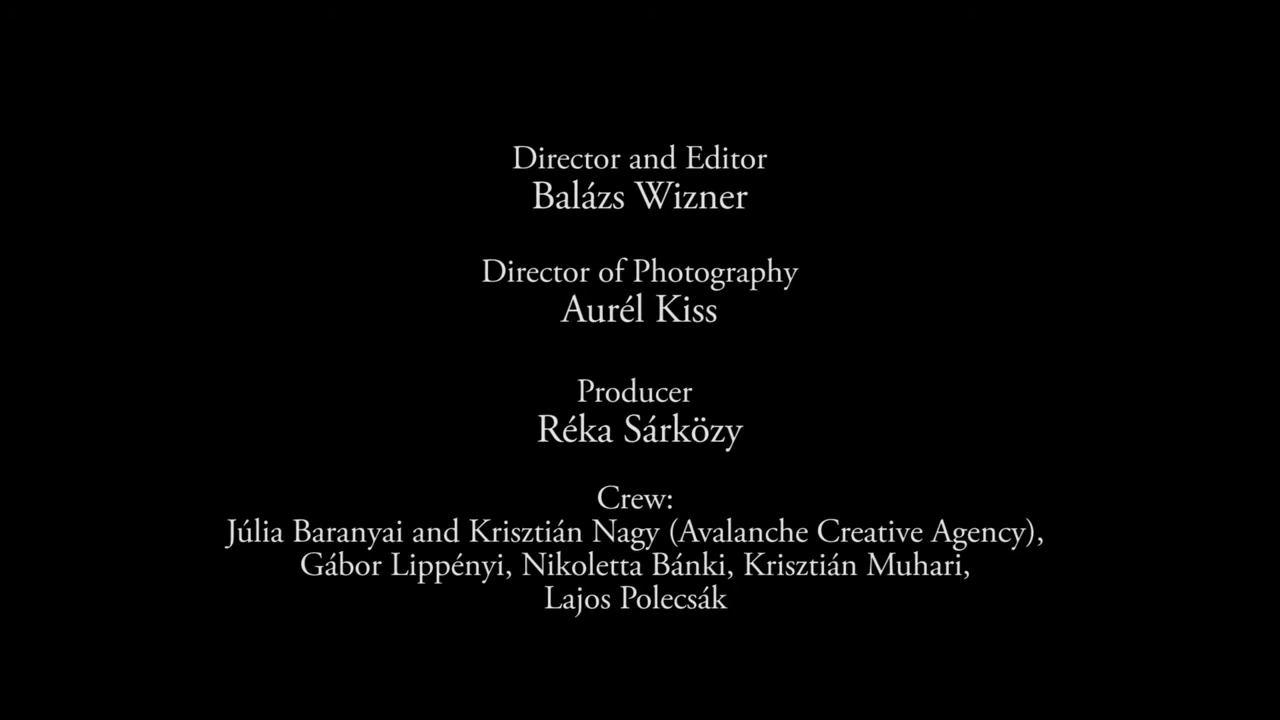 Director and Editor
Balázs Wizner
Director of Photography
Aurél Kiss
Producer
Réka Sárközy
Crew:
Júlia Baranyai and Krisztián Nagy (Avalanche Creative Agency),
Gábor Lippényi, Nikoletta Bánki, Krisztián Muhari,
Lajos Polecsák